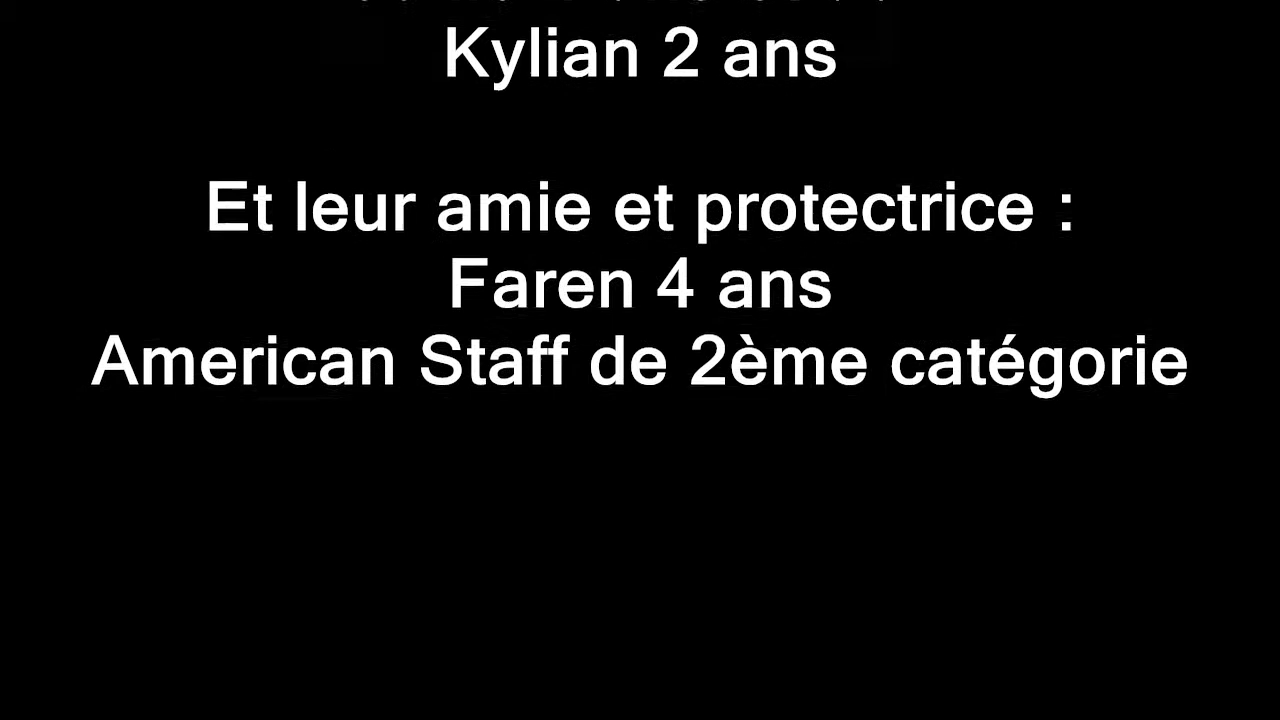 Kylian 2 ans
Et leur amie et protectrice :
Faren 4 ans
American Staff de 2ème catégorie